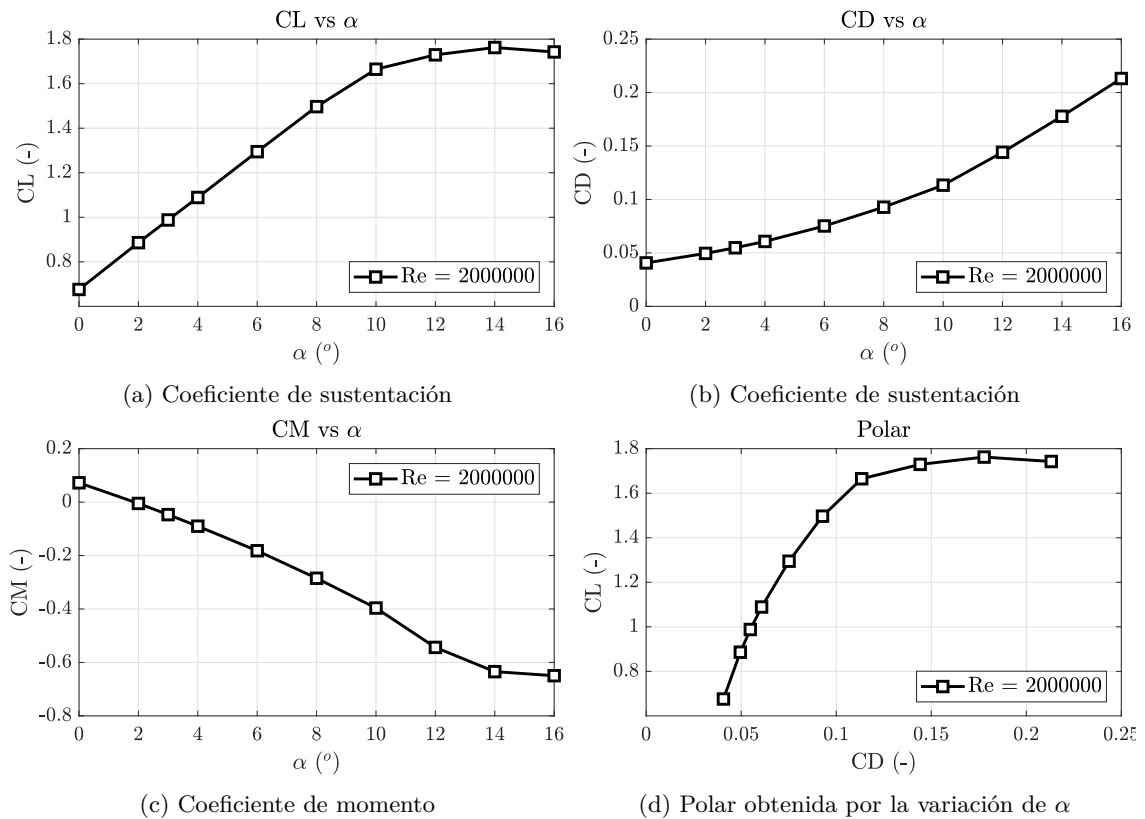 CL vs α
1.8
1.6
1.4
1.2
1
0.8
CL (-)
0 2 4 6 8 10 12 14 16
α (º)
Re = 2000000
(a) Coeficiente de sustentación
CD vs α
0.25
0.2
0.15
0.1
0.05
0
CD (-)
0 2 4 6 8 10 12 14 16
α (º)
Re = 2000000
(b) Coeficiente de sustentación
CM vs α
0.2
0
-0.2
-0.4
-0.6
-0.8
CM (-)
0 2 4 6 8 10 12 14 16
α (º)
Re = 2000000
(c) Coeficiente de momento
Polar
1.8
1.6
1.4
1.2
1
0.8
CL (-)
0 0.05 0.1 0.15 0.2 0.25
CD (-)
Re = 2000000
(d) Polar obtenida por la variación de α